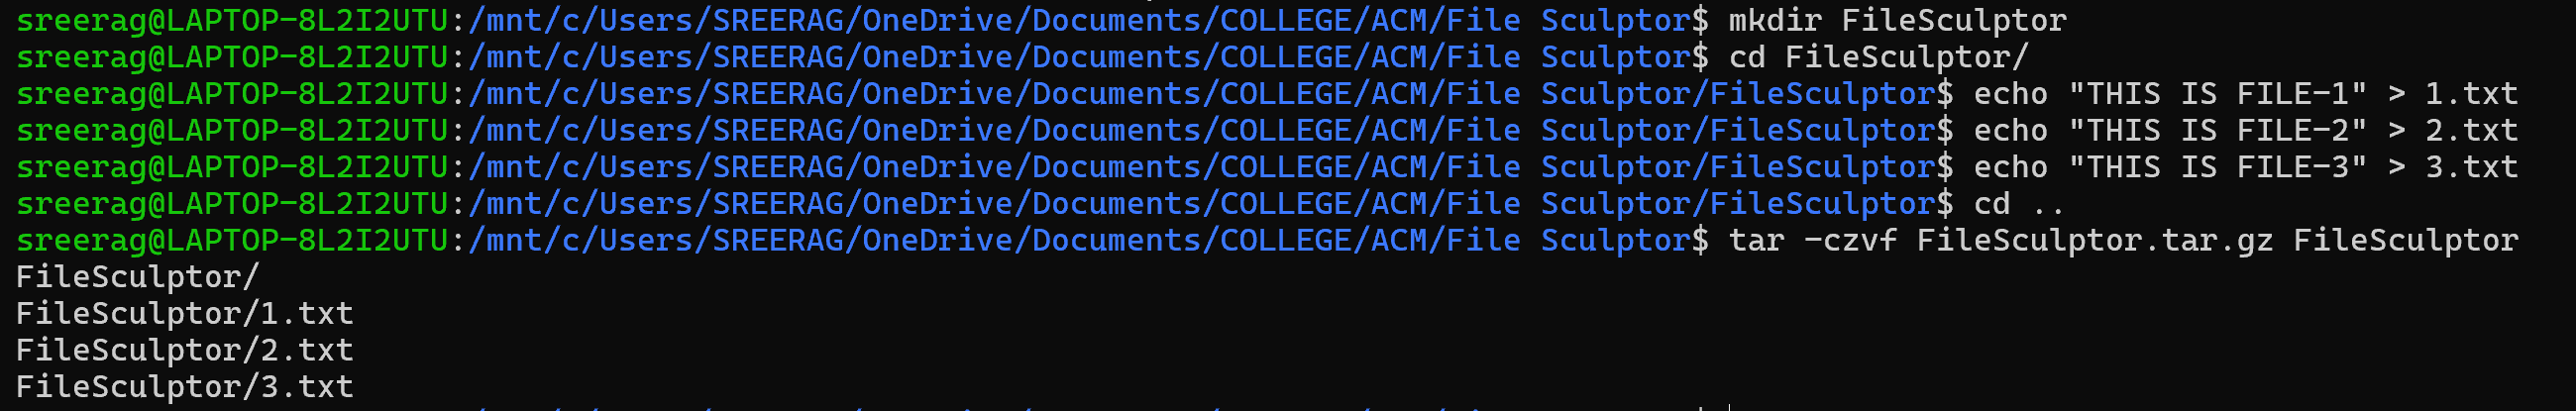 sreerag@LAPTOP-8L2I2UTU:/mnt/c/Users/SREERAG/OneDrive/Documents/COLLEGE/ACM/File Sculptor$ mkdir FileSculptor
sreerag@LAPTOP-8L2I2UTU:/mnt/c/Users/SREERAG/OneDrive/Documents/COLLEGE/ACM/File Sculptor$ cd FileSculptor/
sreerag@LAPTOP-8L2I2UTU:/mnt/c/Users/SREERAG/OneDrive/Documents/COLLEGE/ACM/File Sculptor/FileSculptor$ echo "THIS IS FILE-1" > 1.txt
sreerag@LAPTOP-8L2I2UTU:/mnt/c/Users/SREERAG/OneDrive/Documents/COLLEGE/ACM/File Sculptor/FileSculptor$ echo "THIS IS FILE-2" > 2.txt
sreerag@LAPTOP-8L2I2UTU:/mnt/c/Users/SREERAG/OneDrive/Documents/COLLEGE/ACM/File Sculptor/FileSculptor$ echo "THIS IS FILE-3" > 3.txt
sreerag@LAPTOP-8L2I2UTU:/mnt/c/Users/SREERAG/OneDrive/Documents/COLLEGE/ACM/File Sculptor/FileSculptor$ cd ..
sreerag@LAPTOP-8L2I2UTU:/mnt/c/Users/SREERAG/OneDrive/Documents/COLLEGE/ACM/File Sculptor$ tar -czvf FileSculptor.tar.gz FileSculptor
FileSculptor/
FileSculptor/1.txt
FileSculptor/2.txt
FileSculptor/3.txt